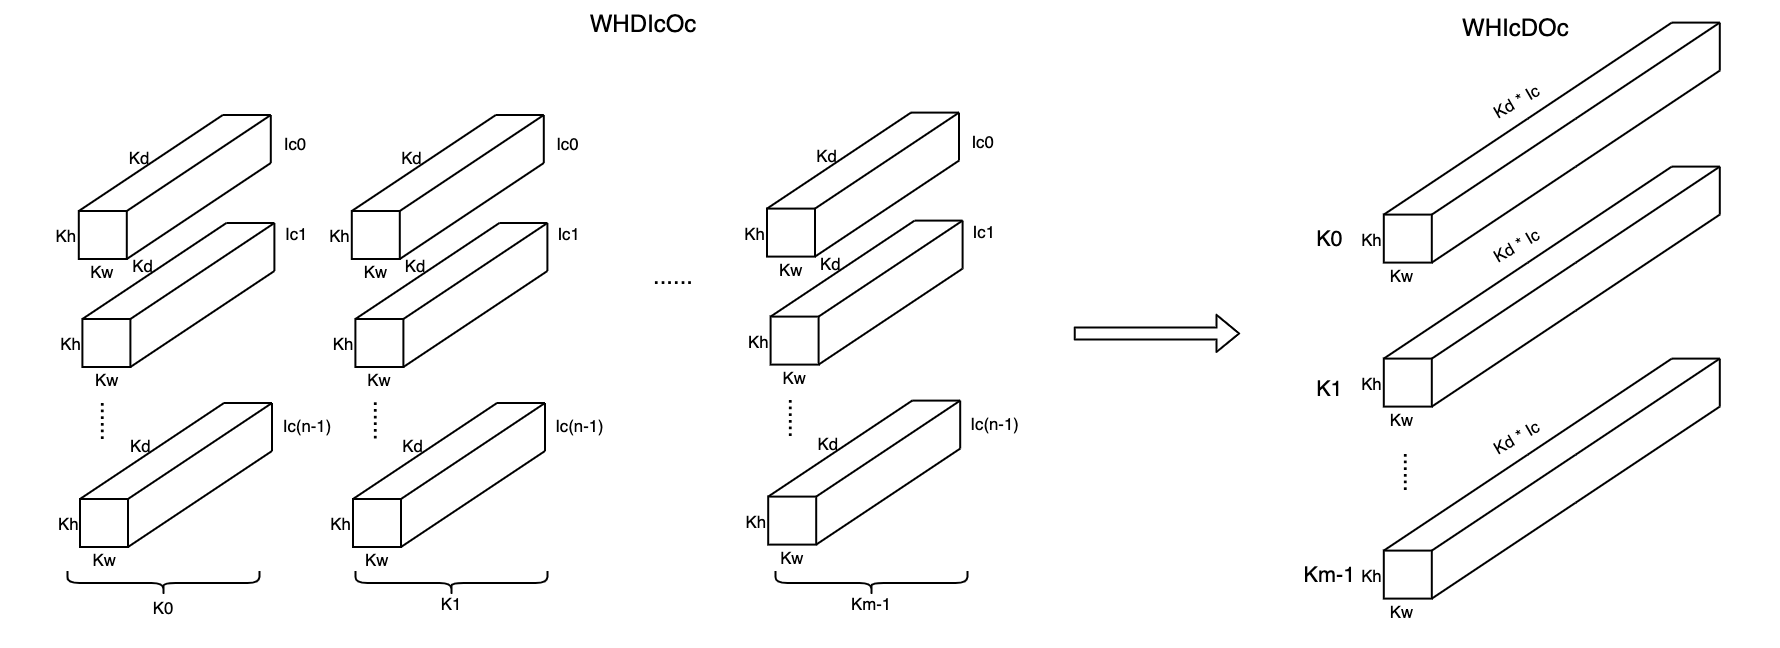 WHDIcOc
WHIcDOc
Kd
Ic0
Kh
Kw
Kd
Ic1
Kh
Kw
Kd
Ic(n-1)
Kh
Kw
K0
Kd
Ic0
Kh
Kw
Kd
Ic1
Kh
Kw
Kd
Ic(n-1)
Kh
Kw
K1
......
Kd
Ic0
Kh
Kw
Kd
Ic1
Kh
Kw
Kd
Ic(n-1)
Kh
Kw
Km-1
Kd * Ic
K0
Kh
Kw
Kd * Ic
K1
Kh
Kw
Kd * Ic
Km-1
Kh
Kw